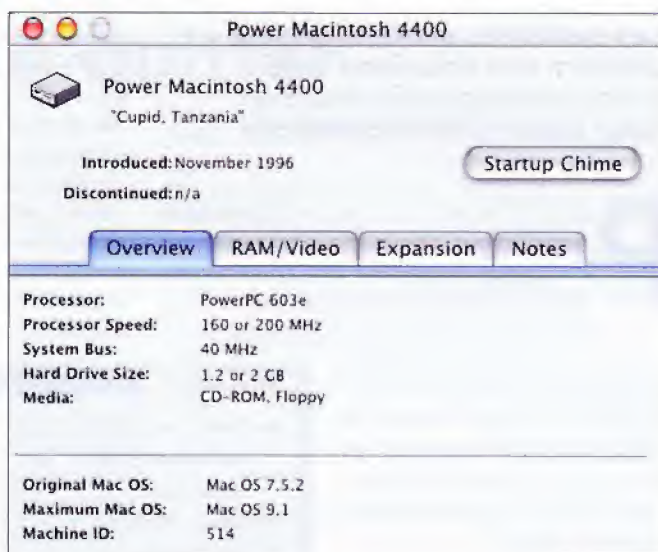 Power Macintosh 4400
Power Macintosh 4400
"Cupid, Tanzania"
Introduced: November 1996
Startup Chime
Discontinued: n/a
Overview RAM/Video Expansion Notes
Processor: PowerPC 603e
Processor Speed: 160 or 200 MHz
System Bus: 40 MHz
Hard Drive Size: 1.2 or 2 GB
Media: CD-ROM, Floppy
Original Mac OS: Mac OS 7.5.2
Maximum Mac OS: Mac OS 9.1
Machine ID: 514